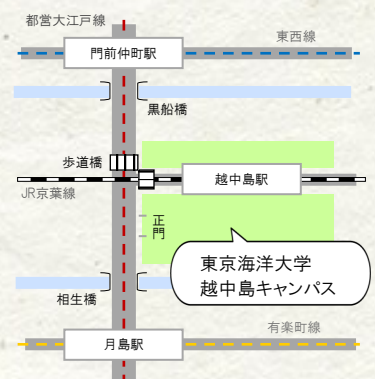 都営大江戸線
東西線
門前仲町駅
黒船橋
歩道橋
越中島駅
JR京葉線
正門
東京海洋大学
越中島キャンパス
相生橋
有楽町線
月島駅